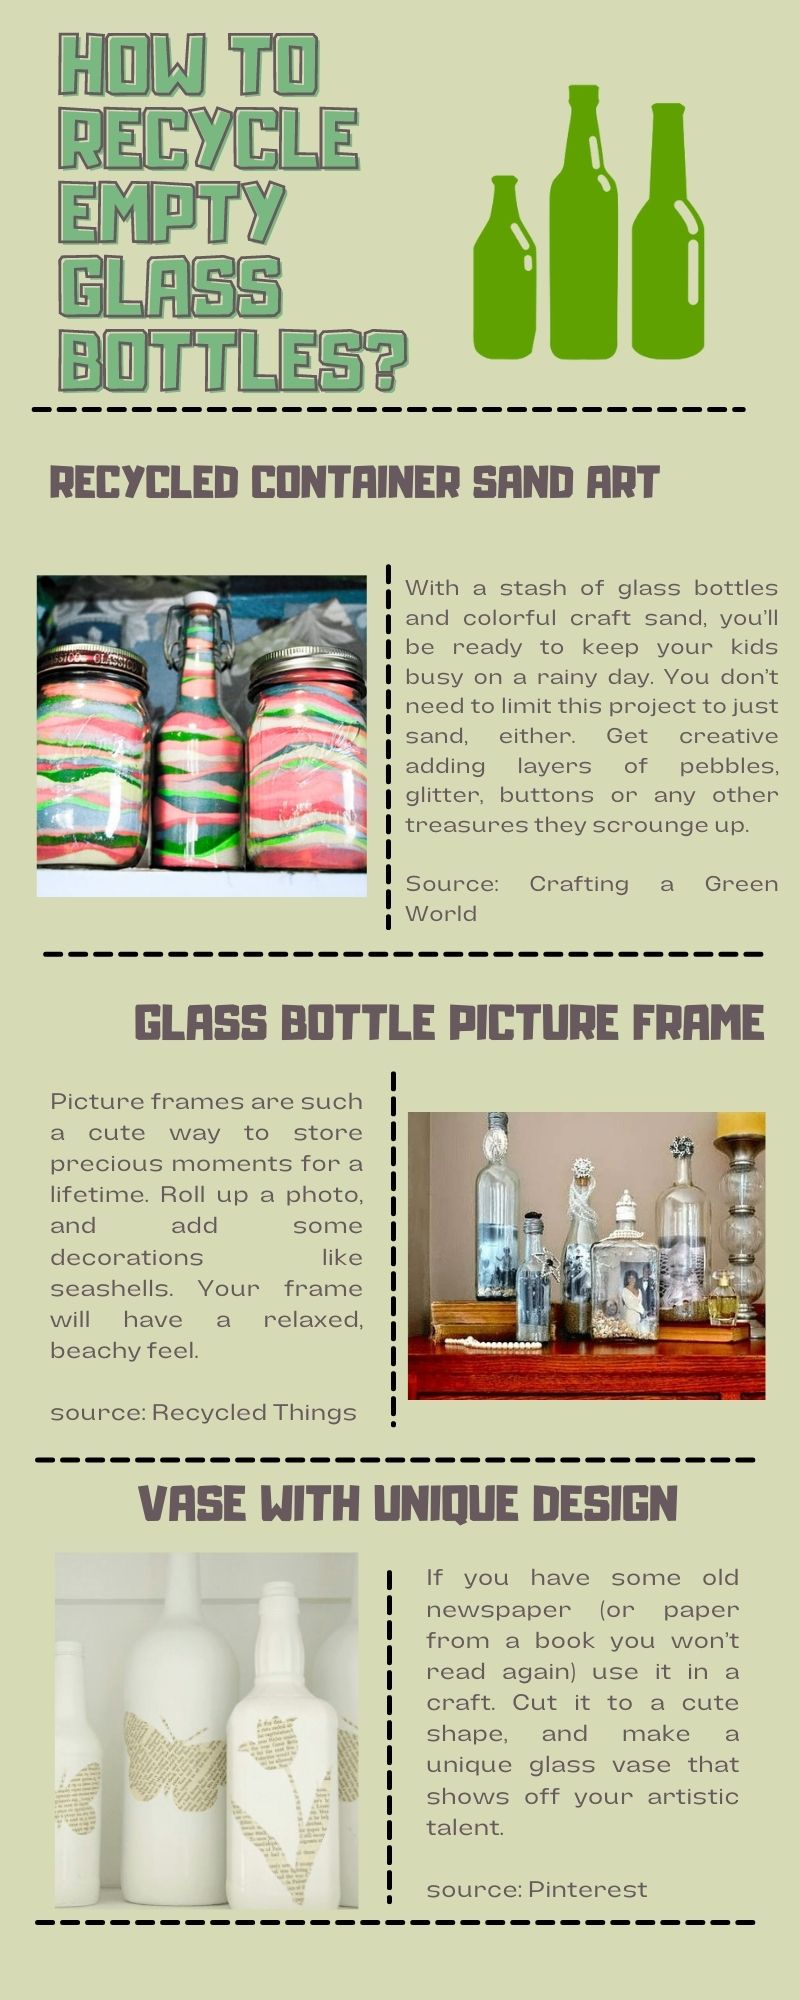 HOW TO
RECYCLE
EMPTY
GLASS
BOTTLES?
RECYCLED CONTAINER SAND ART
CLASSICO CLASSICO
With a stash of glass bottles
and colorful craft sand, you'll
be ready to keep your kids
busy on a rainy day. You don't
need to limit this project to just
sand, either. Get creative
adding layers of pebbles,
glitter, buttons or any other
treasures they scrounge up.
Source: Crafting a Green
World
GLASS BOTTLE PICTURE FRAME
Picture frames are such
a cute way to store
precious moments for a
lifetime. Roll up a photo,
and add some
decorations like
seashells. Your frame
will have a relaxed,
beachy feel.
source: Recycled Things
VASE WITH UNIQUE DESIGN
If you have some old
newspaper (or paper
from a book you won't
read again) use it in a
craft. Cut it to a cute
shape, and make a
unique glass vase that
shows off your artistic
talent.
source: Pinterest